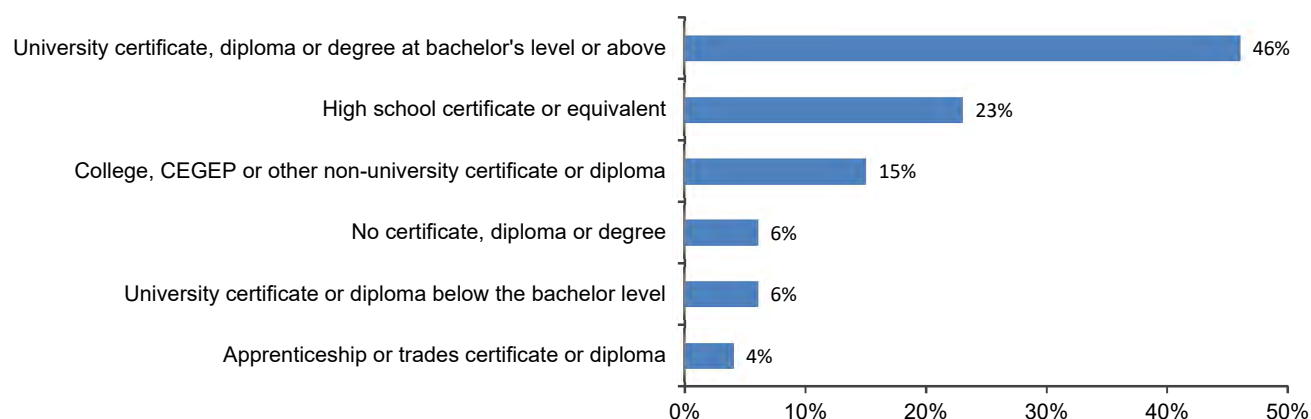 University certificate, diploma or degree at bachelor's level or above 46%
High school certificate or equivalent 23%
College, CEGEP or other non-university certificate or diploma 15%
No certificate, diploma or degree 6%
University certificate or diploma below the bachelor level 6%
Apprenticeship or trades certificate or diploma 4%
0% 10% 20% 30% 40% 50%